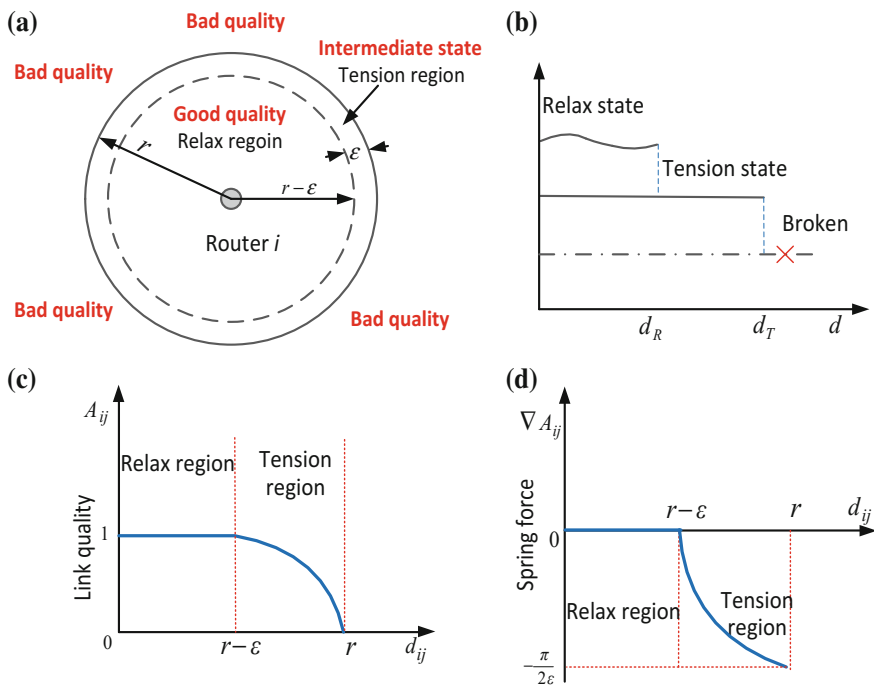 (a)
Bad quality
Bad quality
Intermediate state
Tension region
Good quality
Relax regoin
r
ε
r − ε
Router i
Bad quality
Bad quality
(b)
Relax state
Tension state
Broken
d_R
d_T
d
(c)
A_ij
Link quality
Relax region
Tension
region
1
0
r − ε
r
d_ij
(d)
∇ A_ij
Spring force
0
r − ε
r
d_ij
Relax region
Tension
region
−π/2ε